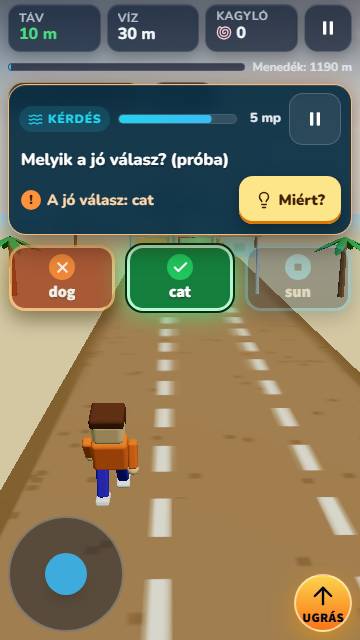 TÁV
10 m
VÍZ
30 m
KAGYLÓ
0
Menedék: 1190 m
KÉRDÉS
5 mp
Melyik a jó válasz? (próba)
! A jó válasz: cat
Miért?
dog
cat
sun
UGRÁS